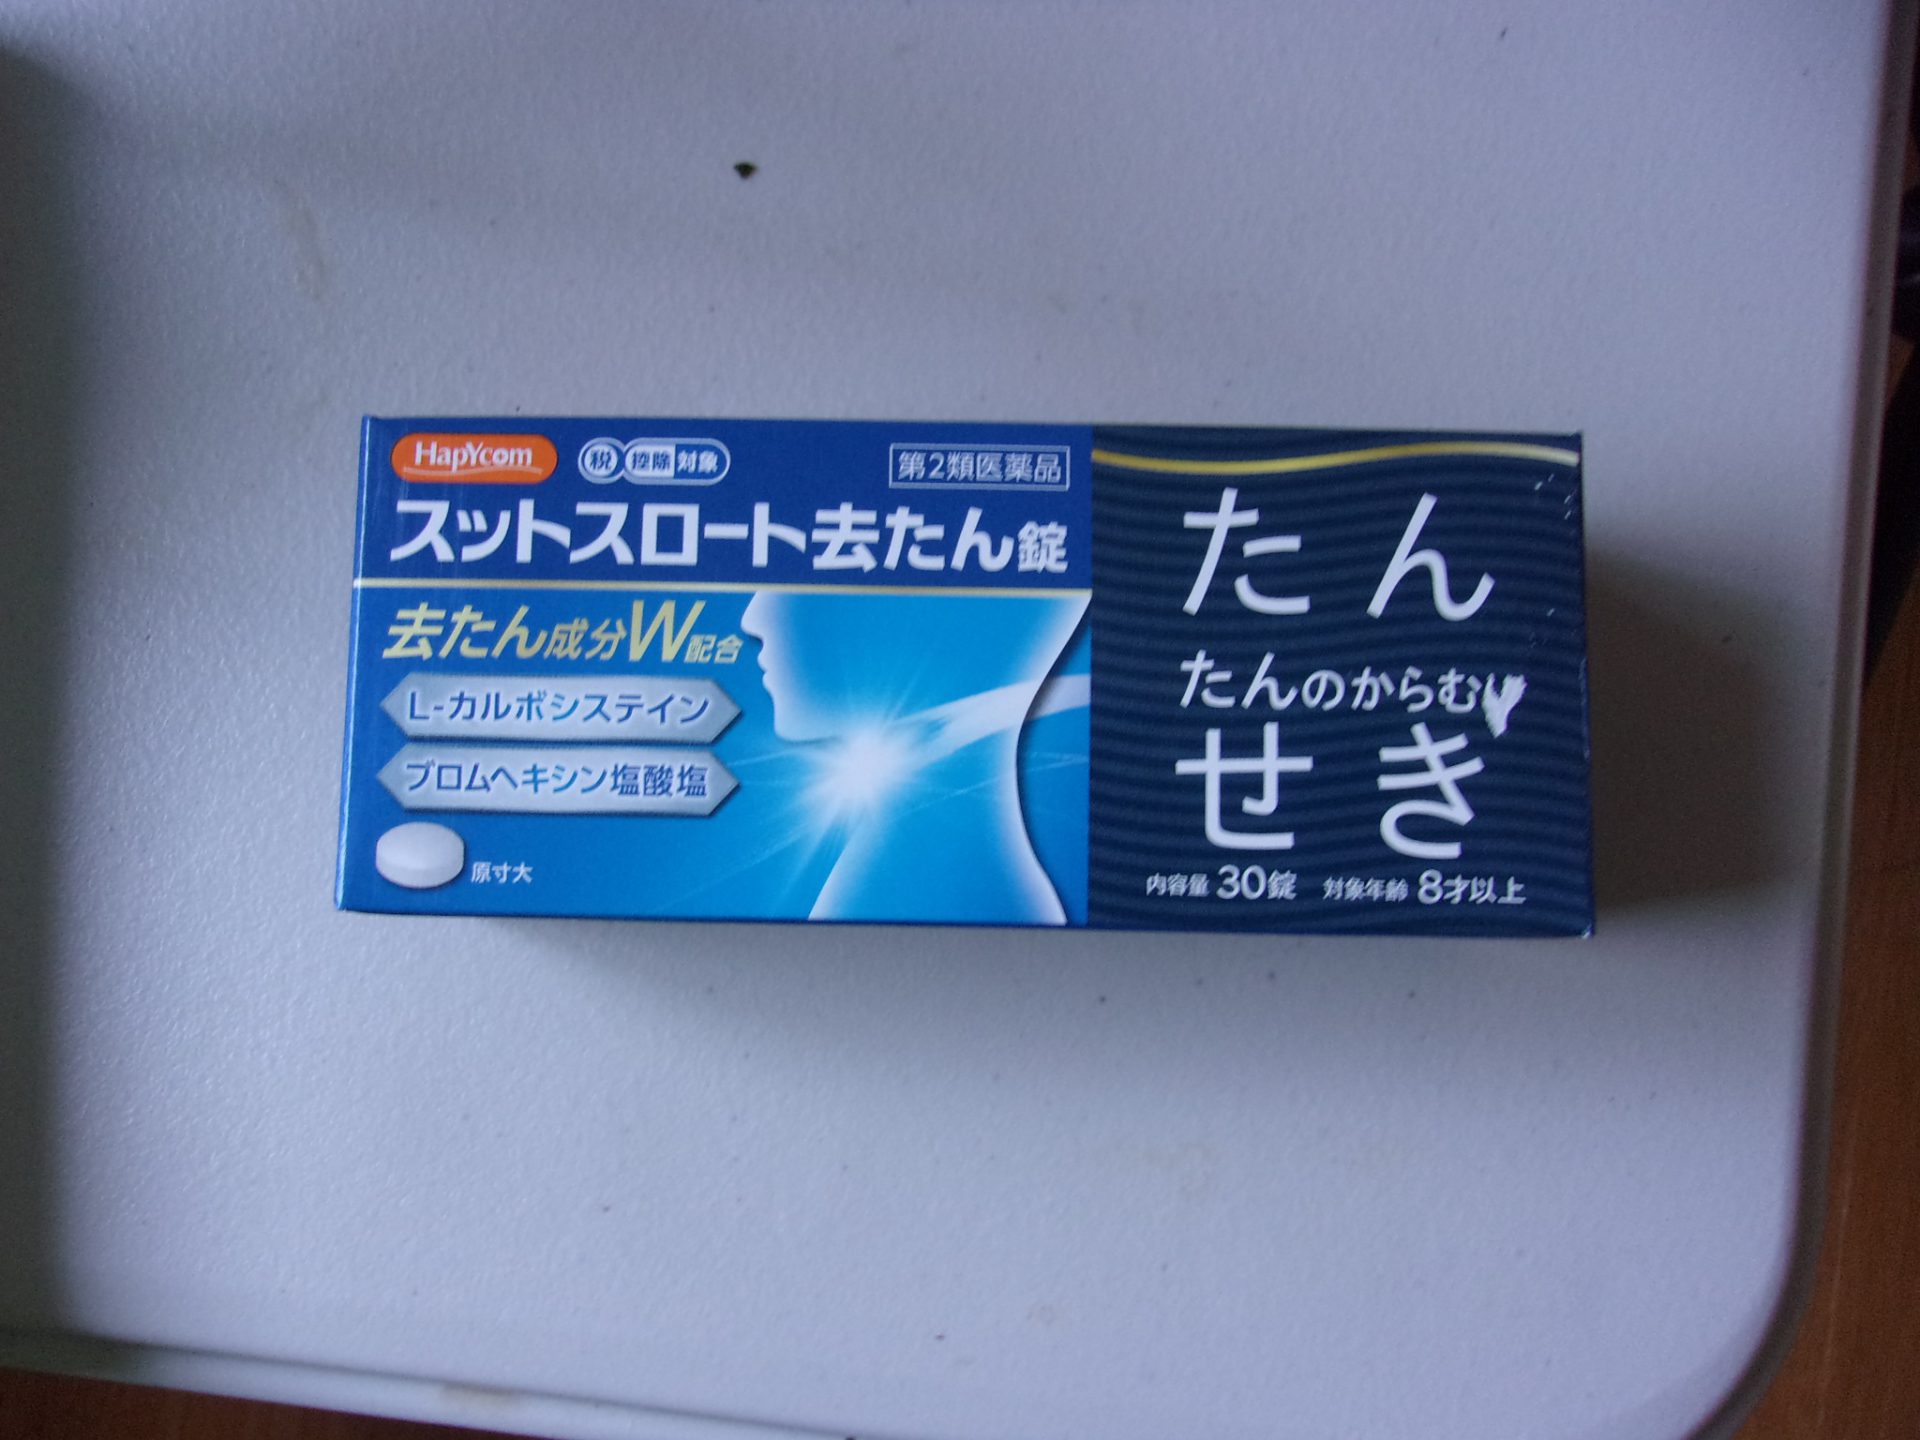 HapYcom
税 控除 対象
第2類医薬品
スットスロート去たん錠
去たん成分W配合
L-カルボシステイン
ブロムヘキシン塩酸塩
原寸大
たん
たんのからむ
せき
内容量 30錠 対象年齢 8才以上